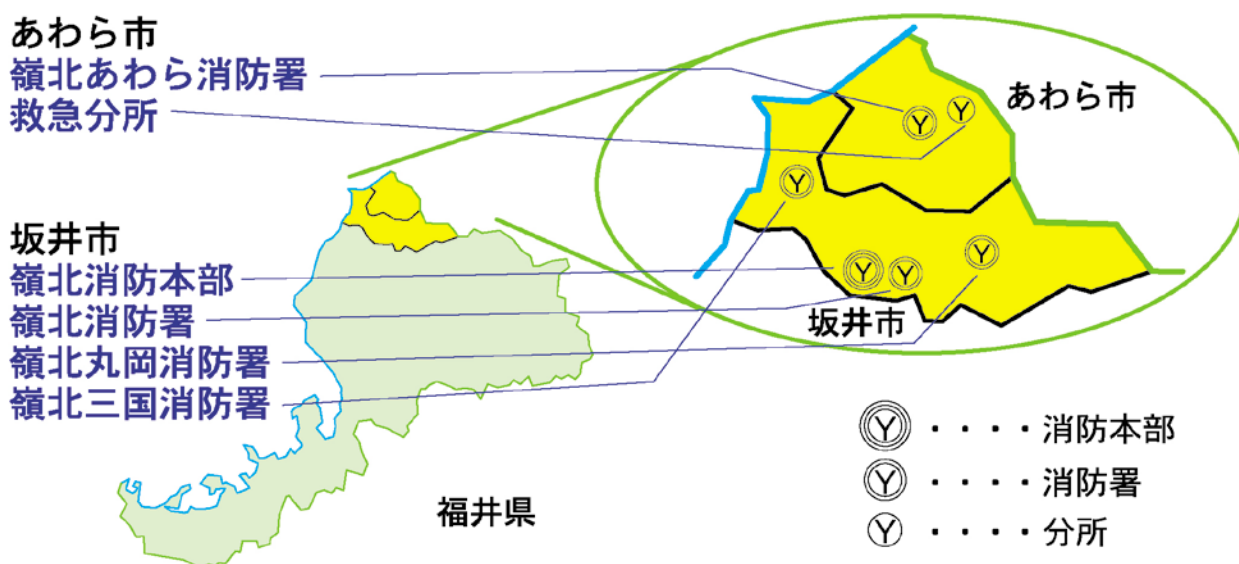 あわら市
嶺北あわら消防署
救急分所
坂井市
嶺北消防本部
嶺北消防署
嶺北丸岡消防署
嶺北三国消防署
福井県
あわら市
坂井市
Y
Y
Y
Y
Y
Y
Y ・・・・消防本部
Y ・・・・消防署
Y ・・・・分所